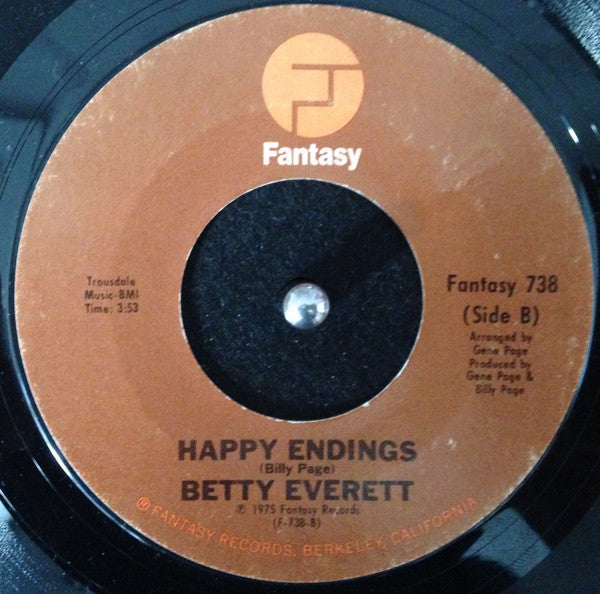 Fantasy
Trousdale
Music-BMI
Time: 3:53
Fantasy 738
(Side B)
Arranged by
Gene Page
Produced by
Gene Page &
Billy Page
HAPPY ENDINGS
(Billy Page)
BETTY EVERETT
℗ 1975 Fantasy Records
(F-738-B)
® FANTASY RECORDS, BERKELEY, CALIFORNIA